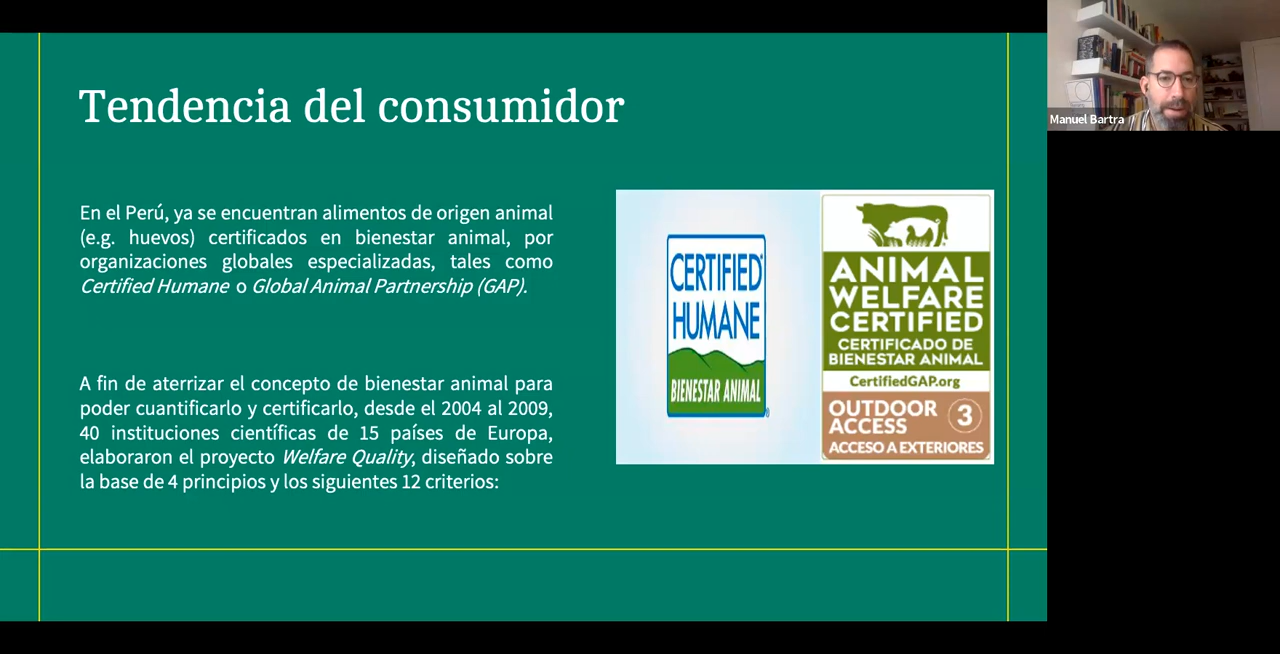 Tendencia del consumidor
En el Perú, ya se encuentran alimentos de origen animal
(e.g. huevos) certificados en bienestar animal, por
organizaciones globales especializadas, tales como
Certified Humane o Global Animal Partnership (GAP).
A fin de aterrizar el concepto de bienestar animal para
poder cuantificarlo y certificarlo, desde el 2004 al 2009,
40 instituciones científicas de 15 países de Europa,
elaboraron el proyecto Welfare Quality, diseñado sobre
la base de 4 principios y los siguientes 12 criterios:
CERTIFIED
HUMANE
BIENESTAR ANIMAL
®
ANIMAL
WELFARE
CERTIFIED
CERTIFICADO DE
BIENESTAR ANIMAL
CertifiedGAP.org
OUTDOOR
ACCESS
3
ACCESO A EXTERIORES
Manuel Bartra